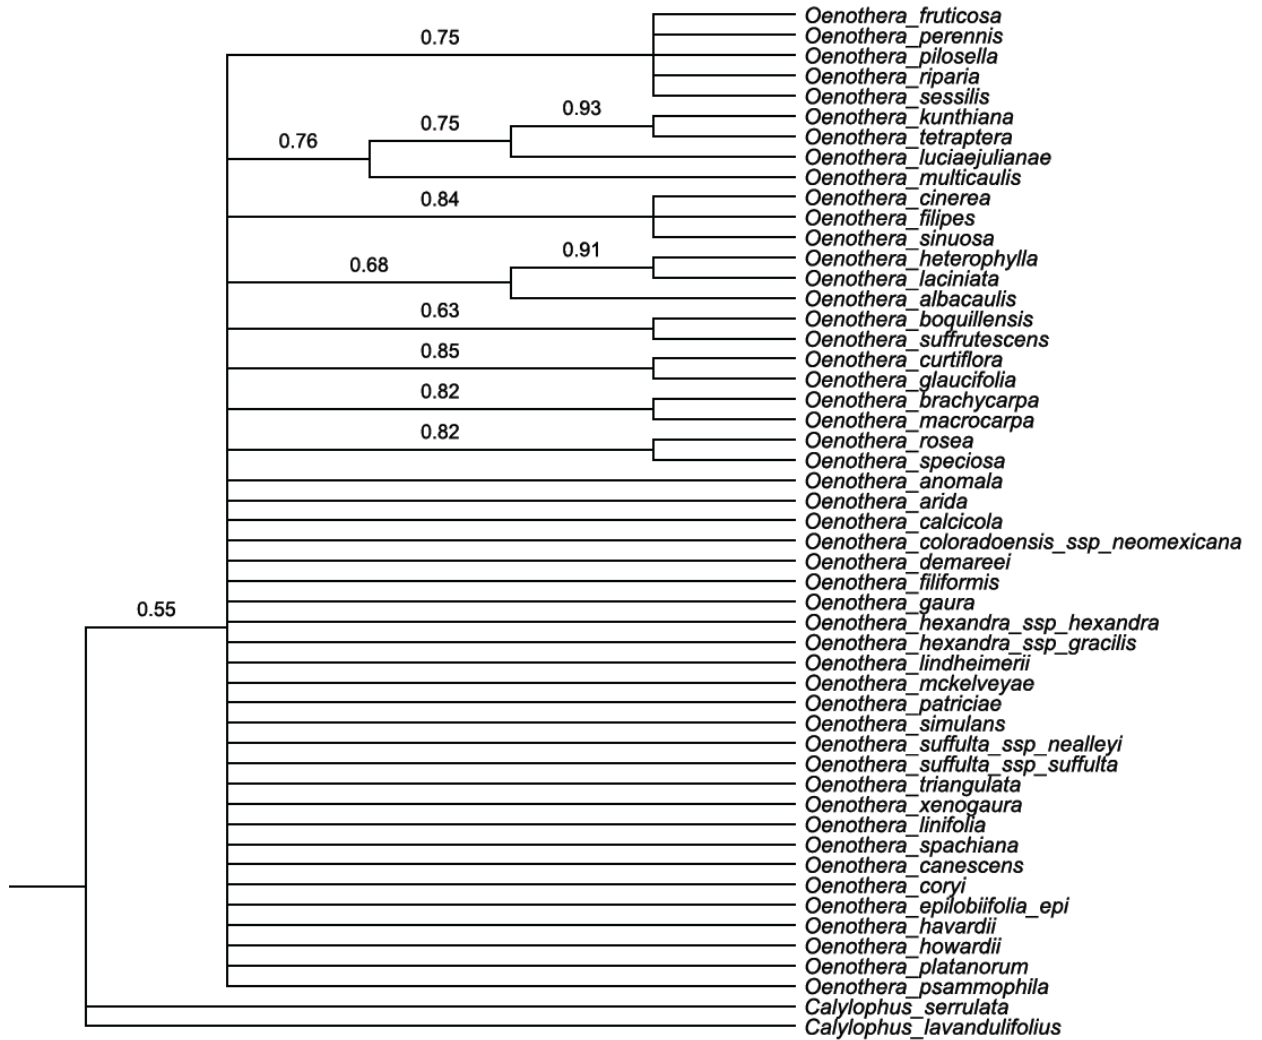 Oenothera_fruticosa
0.75
Oenothera_perennis
Oenothera_pilosella
Oenothera_riparia
Oenothera_sessilis
0.93
Oenothera_kunthiana
0.75
Oenothera_tetraptera
0.76
Oenothera_luciaejulianae
Oenothera_multicaulis
0.84
Oenothera_cinerea
Oenothera_filipes
Oenothera_sinuosa
0.91
Oenothera_heterophylla
0.68
Oenothera_laciniata
Oenothera_albacaulis
0.63
Oenothera_boquillensis
Oenothera_suffrutescens
0.85
Oenothera_curtiflora
Oenothera_glaucifolia
0.82
Oenothera_brachycarpa
Oenothera_macrocarpa
0.82
Oenothera_rosea
Oenothera_speciosa
Oenothera_anomala
Oenothera_arida
Oenothera_calcicola
Oenothera_coloradoensis_ssp_neomexicana
Oenothera_demareei
Oenothera_filiformis
0.55
Oenothera_gaura
Oenothera_hexandra_ssp_hexandra
Oenothera_hexandra_ssp_gracilis
Oenothera_lindheimerii
Oenothera_mckelveyae
Oenothera_patriciae
Oenothera_simulans
Oenothera_suffulta_ssp_nealleyi
Oenothera_suffulta_ssp_suffulta
Oenothera_triangulata
Oenothera_xenogaura
Oenothera_linifolia
Oenothera_spachiana
Oenothera_canescens
Oenothera_coryi
Oenothera_epilobiifolia_epi
Oenothera_havardii
Oenothera_howardii
Oenothera_platanorum
Oenothera_psammophila
Calylophus_serrulata
Calylophus_lavandulifolius